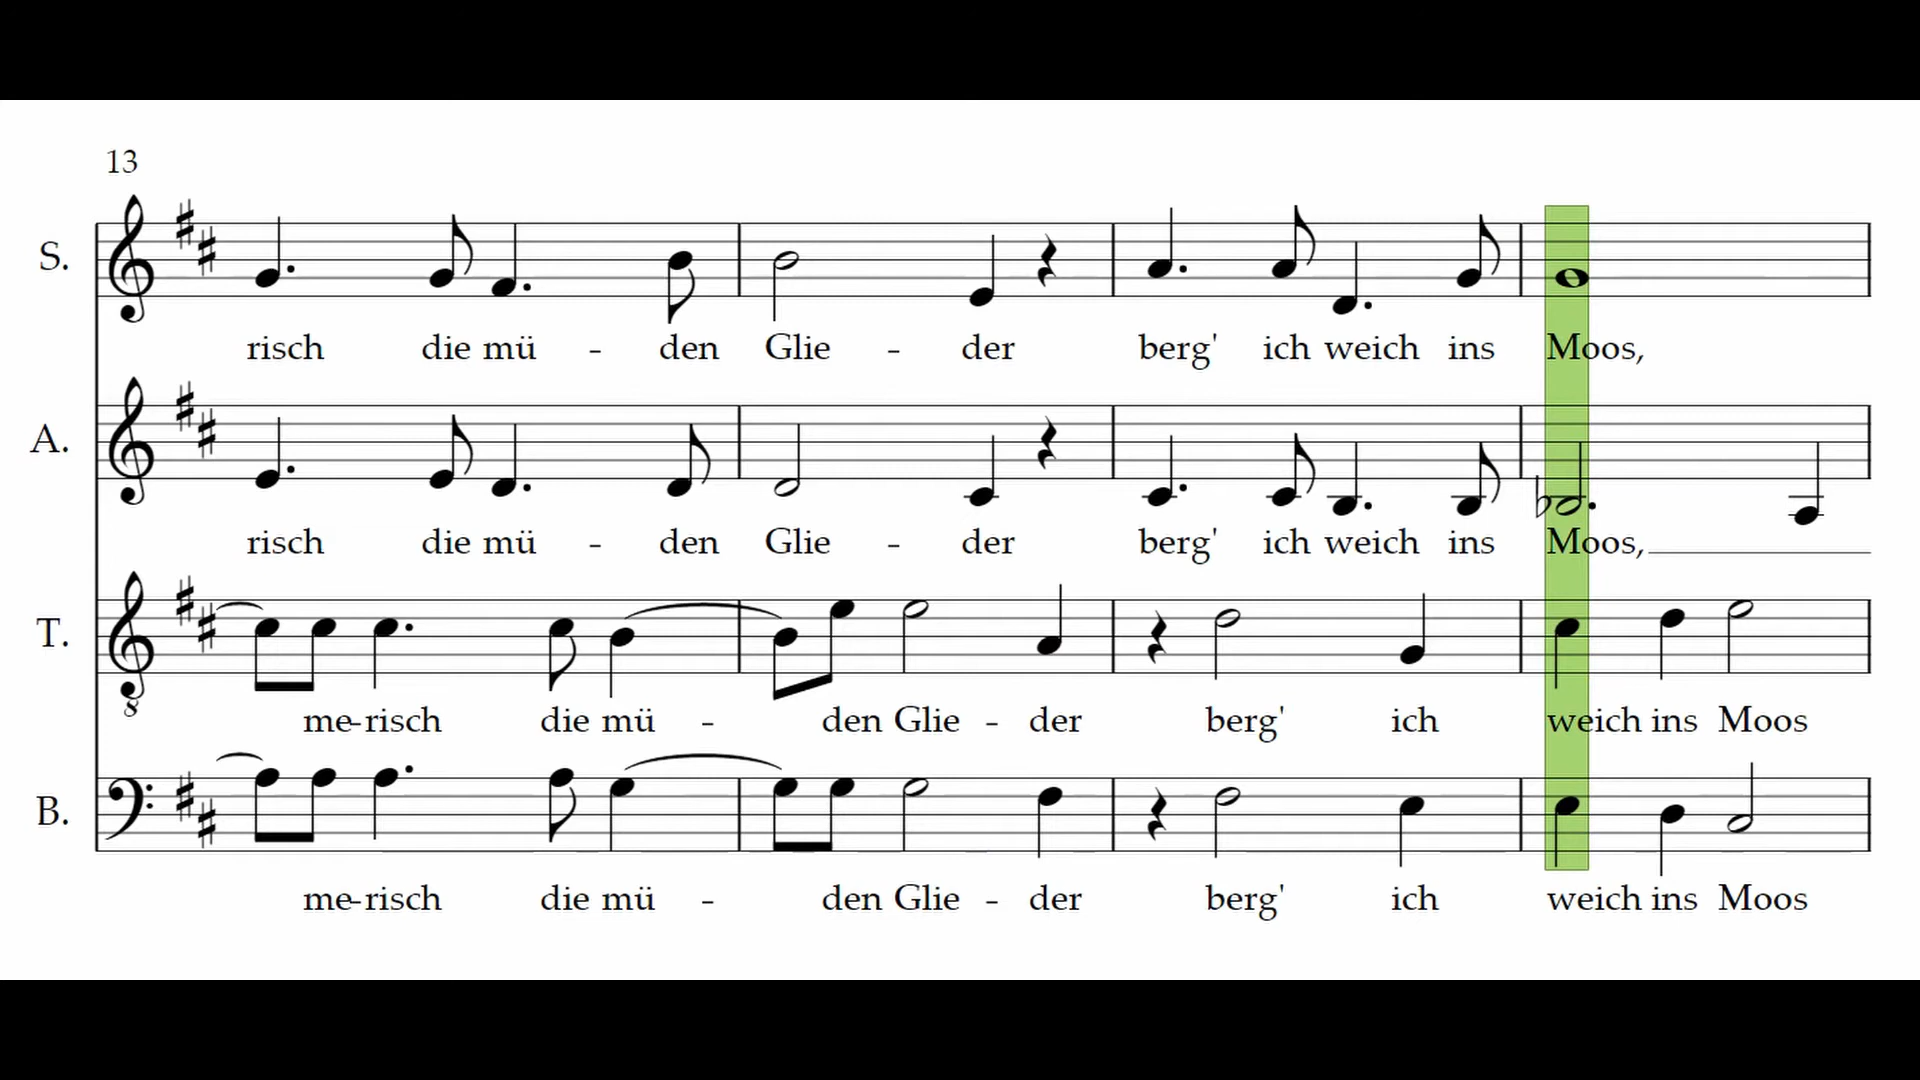 13
S.
risch die mü - den Glie - der berg' ich weich ins Moos,
A.
risch die mü - den Glie - der berg' ich weich ins Moos,
T.
8
me-risch die mü - den Glie - der berg' ich weich ins Moos
B.
me-risch die mü - den Glie - der berg' ich weich ins Moos